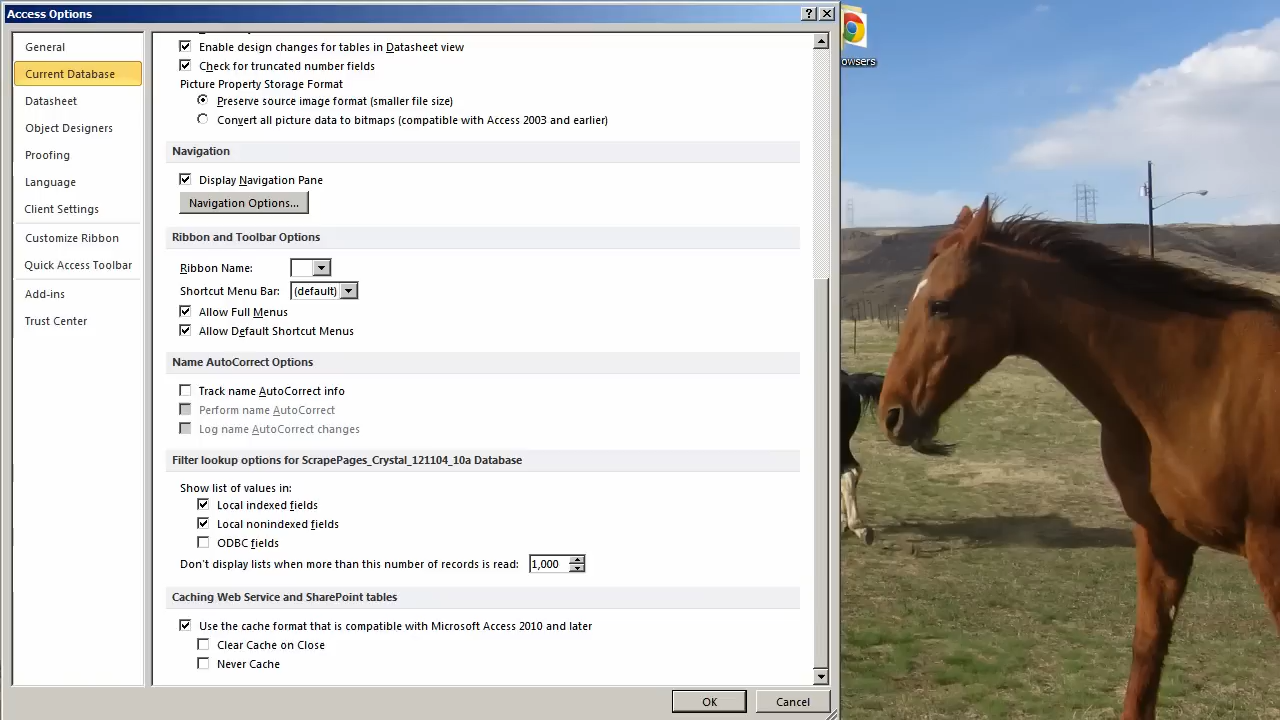 Access Options
General
Current Database
Datasheet
Object Designers
Proofing
Language
Client Settings
Customize Ribbon
Quick Access Toolbar
Add-ins
Trust Center
Enable design changes for tables in Datasheet view
Check for truncated number fields
Picture Property Storage Format
Preserve source image format (smaller file size)
Convert all picture data to bitmaps (compatible with Access 2003 and earlier)
Navigation
Display Navigation Pane
Navigation Options...
Ribbon and Toolbar Options
Ribbon Name:
Shortcut Menu Bar: (default)
Allow Full Menus
Allow Default Shortcut Menus
Name AutoCorrect Options
Track name AutoCorrect info
Perform name AutoCorrect
Log name AutoCorrect changes
Filter lookup options for ScrapePages_Crystal_121104_10a Database
Show list of values in:
Local indexed fields
Local nonindexed fields
ODBC fields
Don't display lists when more than this number of records is read: 1,000
Caching Web Service and SharePoint tables
Use the cache format that is compatible with Microsoft Access 2010 and later
Clear Cache on Close
Never Cache
OK Cancel
owsers